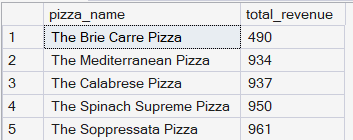 pizza_name total_revenue
1 The Brie Carre Pizza 490
2 The Mediterranean Pizza 934
3 The Calabrese Pizza 937
4 The Spinach Supreme Pizza 950
5 The Soppressata Pizza 961